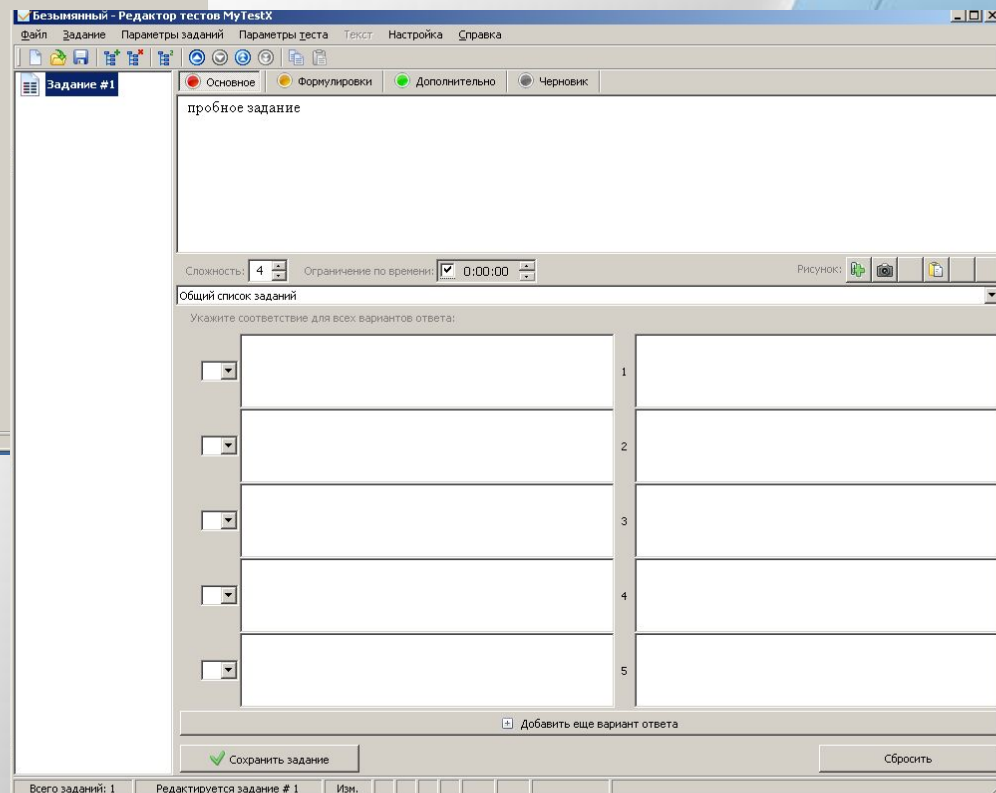 Безымянный - Редактор тестов MyTestX
Файл Задание Параметры заданий Параметры теста Текст Настройка Справка
Задание #1
Основное Формулировки Дополнительно Черновик
пробное задание
Сложность: 4 Ограничение по времени: 0:00:00 Рисунок:
Общий список заданий
Укажите соответствие для всех вариантов ответа:
1
2
3
4
5
Добавить еще вариант ответа
Сохранить задание Сбросить
Всего заданий: 1 Редактируется задание # 1 Изм.